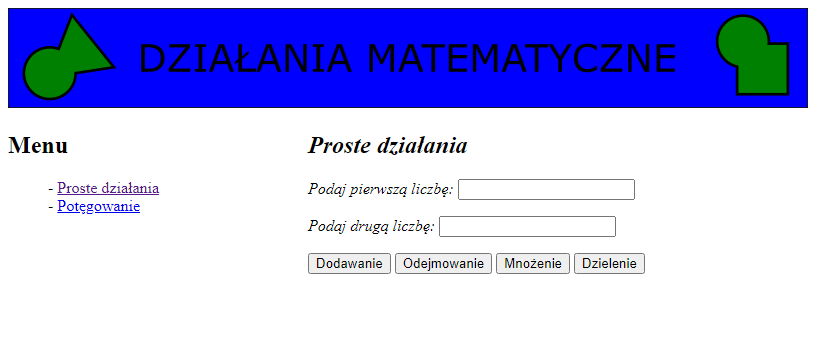 DZIAŁANIA MATEMATYCZNE
Menu
- Proste działania
- Potęgowanie
Proste działania
Podaj pierwszą liczbę:
Podaj drugą liczbę:
Dodawanie Odejmowanie Mnożenie Dzielenie